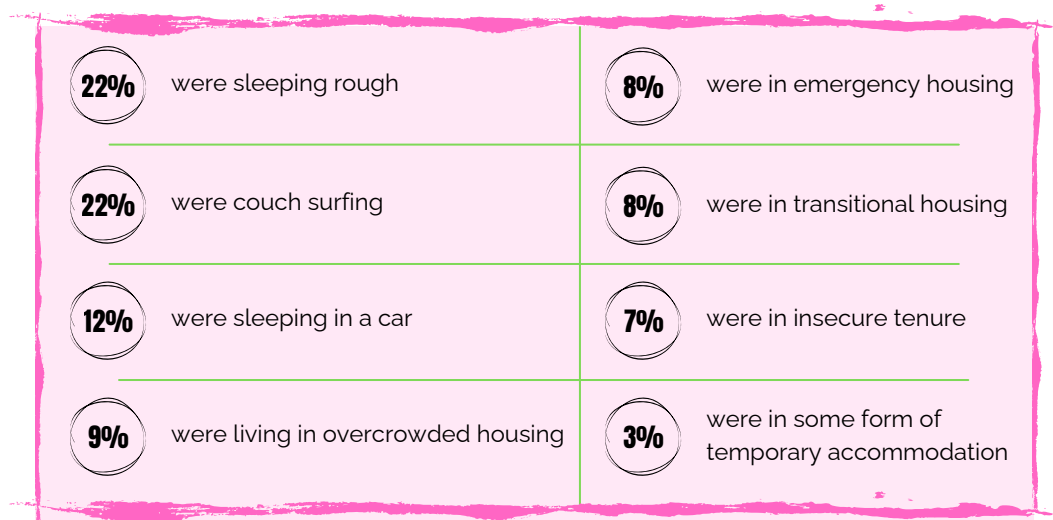 22% were sleeping rough
22% were couch surfing
12% were sleeping in a car
9% were living in overcrowded housing
8% were in emergency housing
8% were in transitional housing
7% were in insecure tenure
3% were in some form of
temporary accommodation